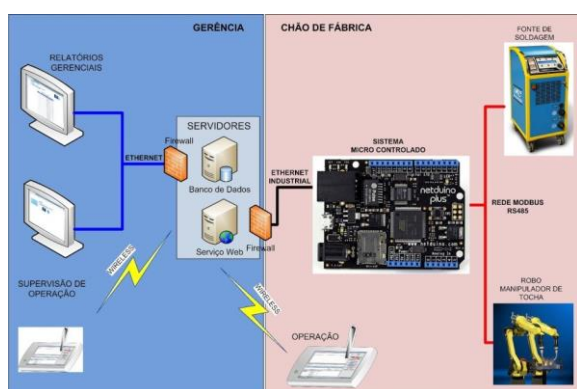 GERÊNCIA
CHÃO DE FÁBRICA
FONTE DE
SOLDAGEM
RELATÓRIOS
GERENCIAIS
SERVIDORES
Firewall
ETHERNET
Banco de Dados
SISTEMA
MICRO CONTROLADO
ETHERNET
INDUSTRIAL
netduino
plus
REDE MODBUS
RS485
Serviço Web
Firewall
SUPERVISÃO DE
OPERAÇÃO
WIRELESS
WIRELESS
OPERAÇÃO
ROBO
MANIPULADOR DE
TOCHA